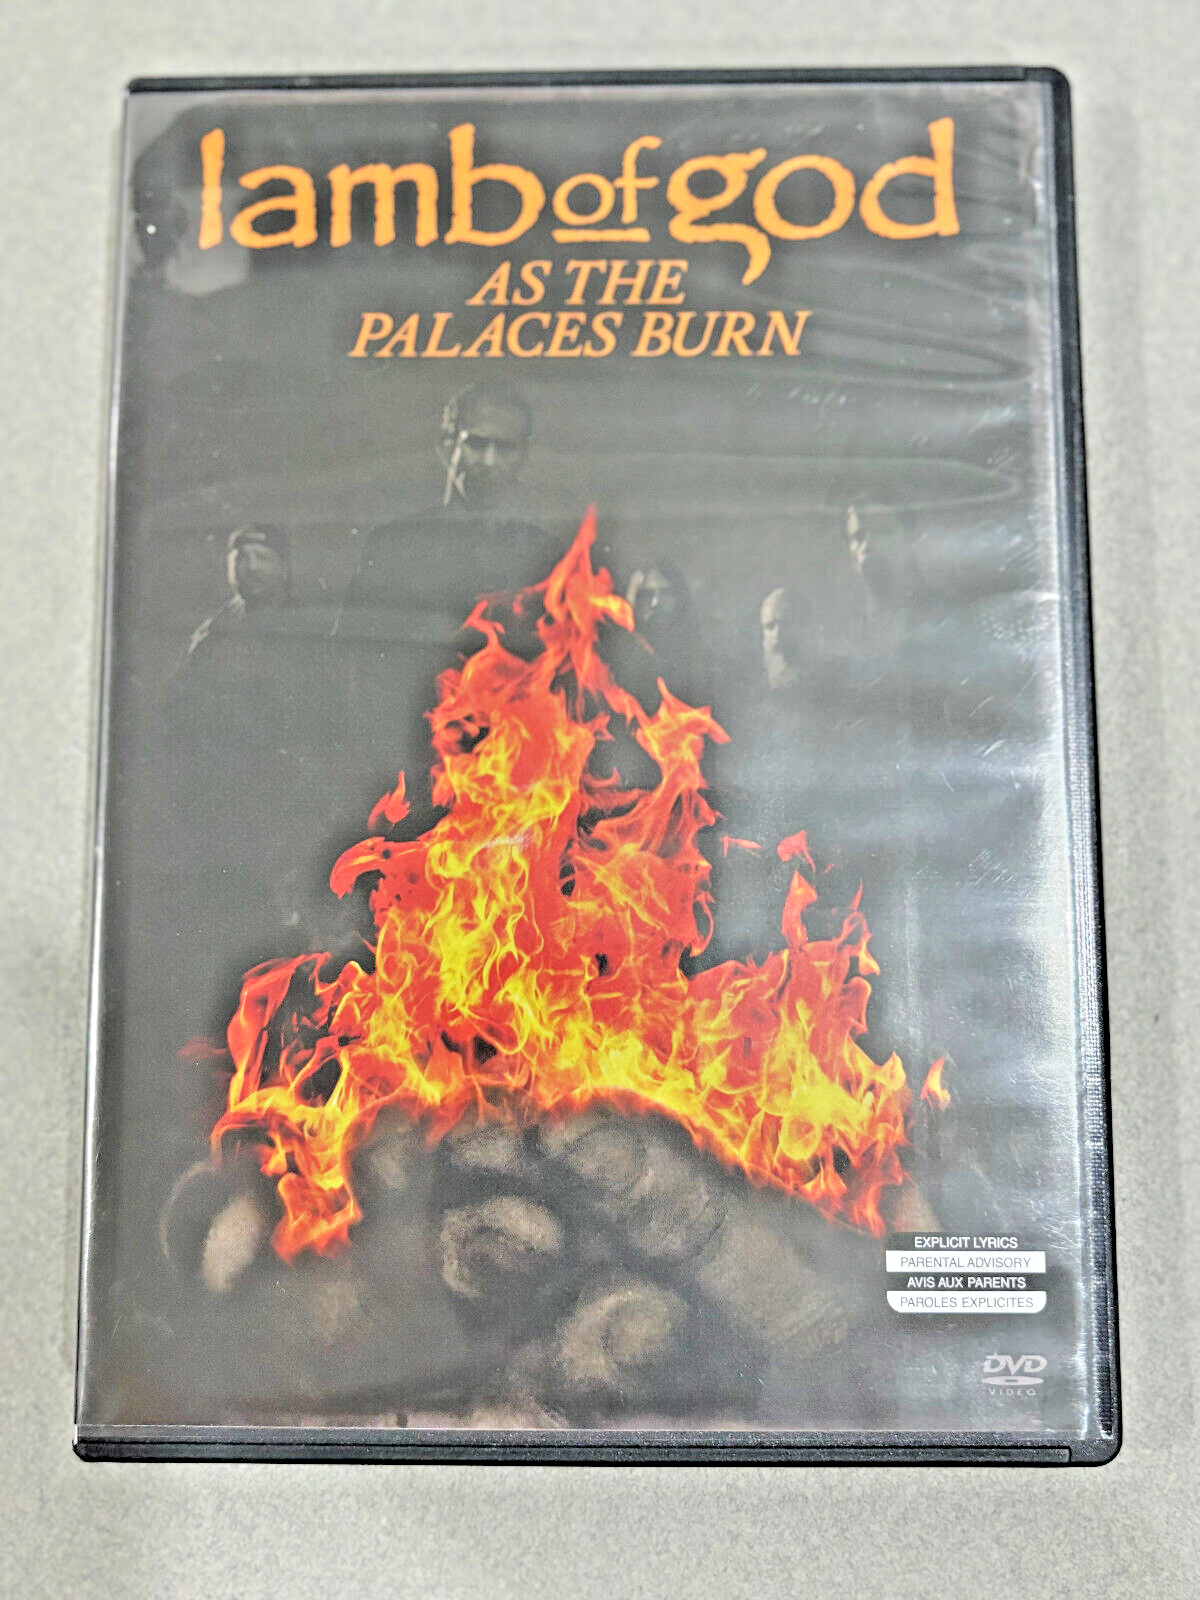 lamb of god
AS THE
PALACES BURN
EXPLICIT LYRICS
PARENTAL ADVISORY
AVIS AUX PARENTS
PAROLES EXPLICITES
DVD
VIDEO